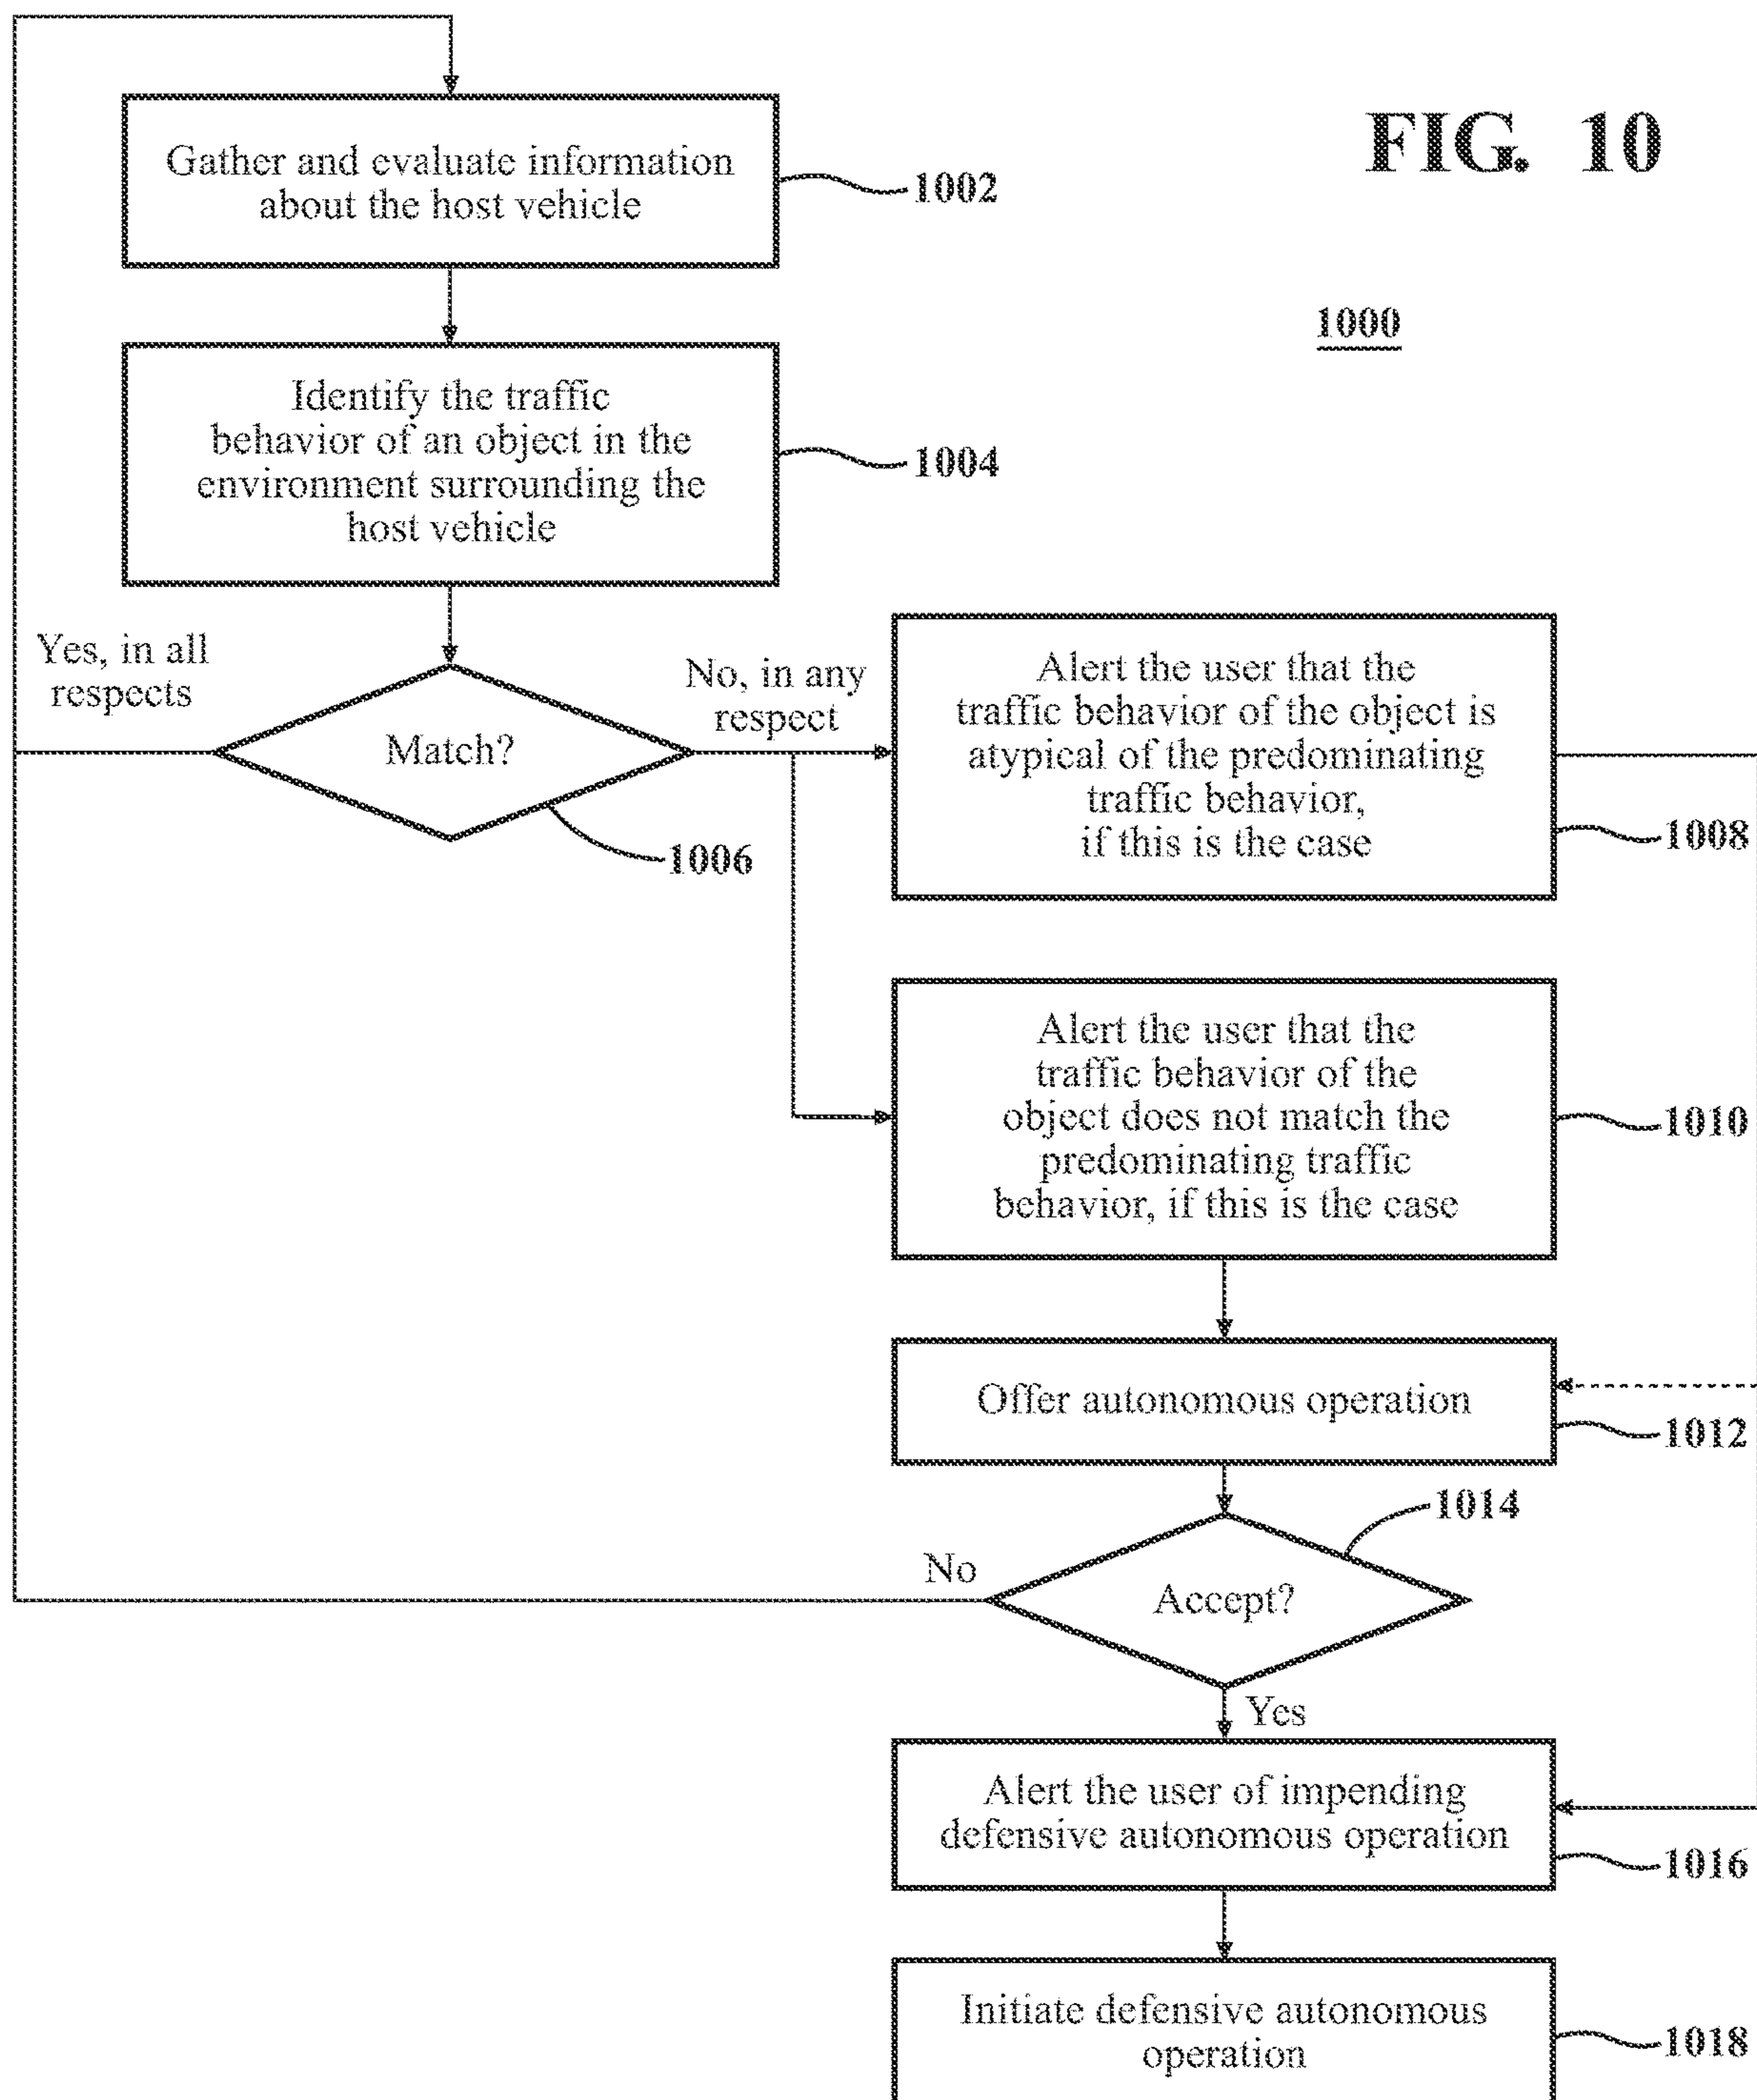 FIG. 10
1000
Gather and evaluate information
about the host vehicle
1002
Identify the traffic
behavior of an object in the
environment surrounding the
host vehicle
1004
Yes, in all
respects
Match?
1006
No, in any
respect
Alert the user that the
traffic behavior of the object is
atypical of the predominating
traffic behavior,
if this is the case
1008
Alert the user that the
traffic behavior of the
object does not match the
predominating traffic
behavior, if this is the case
1010
Offer autonomous operation
1012
1014
No
Accept?
Yes
Alert the user of impending
defensive autonomous operation
1016
Initiate defensive autonomous
operation
1018